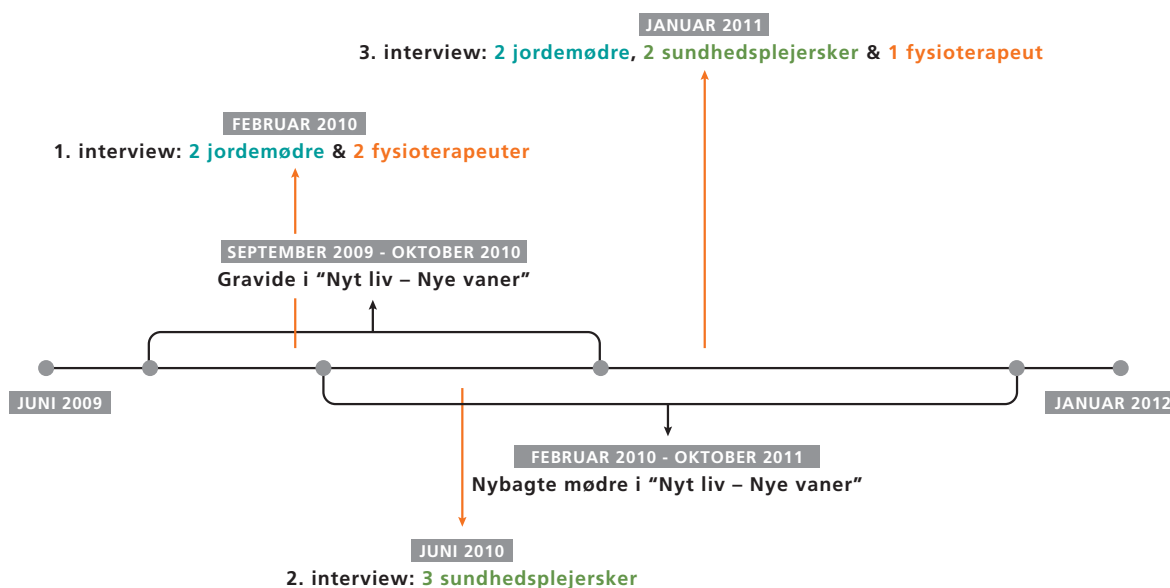 JANUAR 2011
3. interview: 2 jordemødre, 2 sundhedsplejersker & 1 fysioterapeut
FEBRUAR 2010
1. interview: 2 jordemødre & 2 fysioterapeuter
SEPTEMBER 2009 - OKTOBER 2010
Gravide i “Nyt liv – Nye vaner”
JUNI 2009
JANUAR 2012
FEBRUAR 2010 - OKTOBER 2011
Nybagte mødre i “Nyt liv – Nye vaner”
JUNI 2010
2. interview: 3 sundhedsplejersker